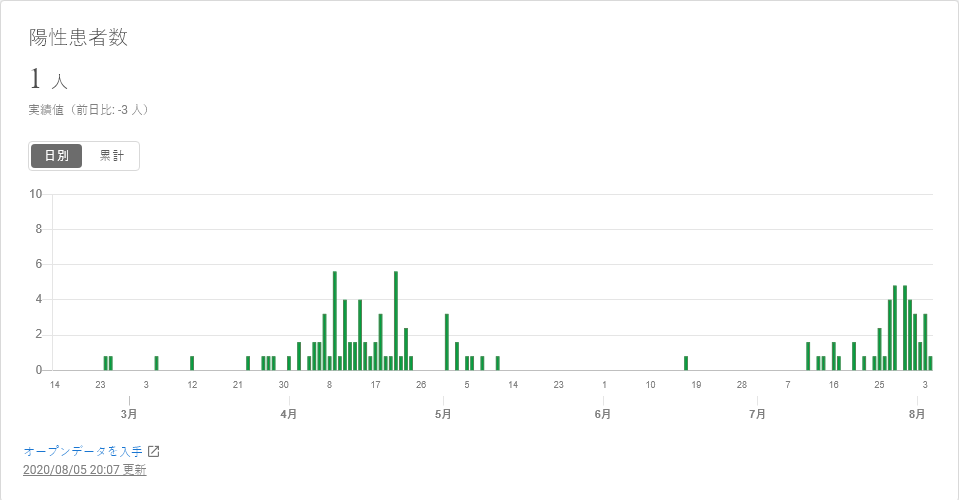 陽性患者数
1 人
実績値（前日比: -3 人）
日別 累計
10
8
6
4
2
0
14 23 3 12 21 30 8 17 26 5 14 23 1 10 19 28 7 16 25 3
3月 4月 5月 6月 7月 8月
オープンデータを入手
2020/08/05 20:07 更新